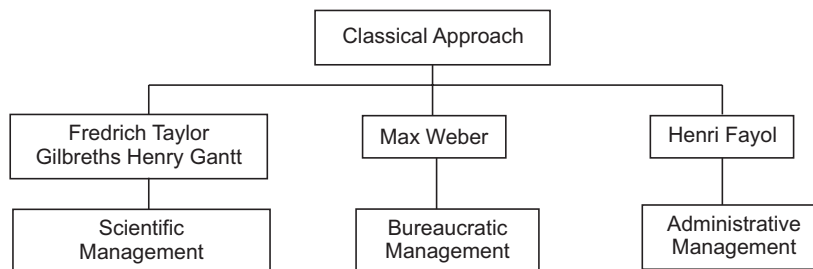 Classical Approach
Fredrich Taylor
Gilbreths Henry Gantt
Max Weber
Henri Fayol
Scientific
Management
Bureaucratic
Management
Administrative
Management